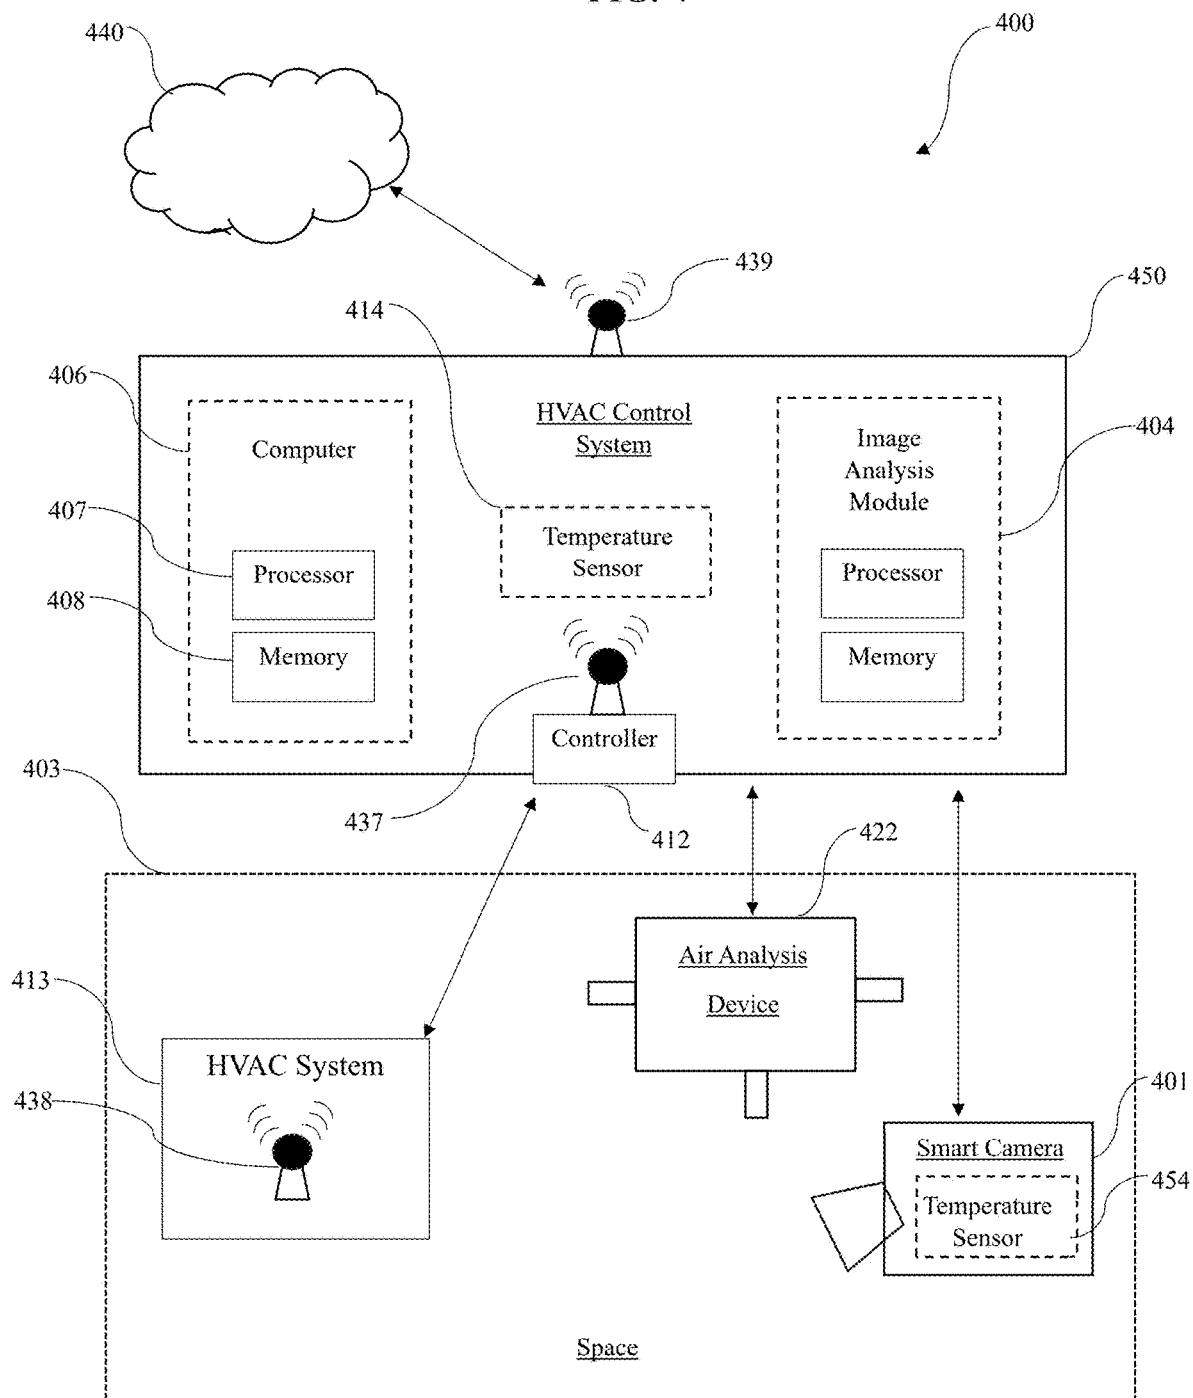 440
400
439
450
414
406
HVAC Control
System
404
Computer
Image
Analysis
Module
407
Temperature
Sensor
Processor
Processor
408
Memory
Memory
Controller
403
437
412
422
Air Analysis
Device
413
HVAC System
401
438
Smart Camera
454
Temperature
Sensor
Space